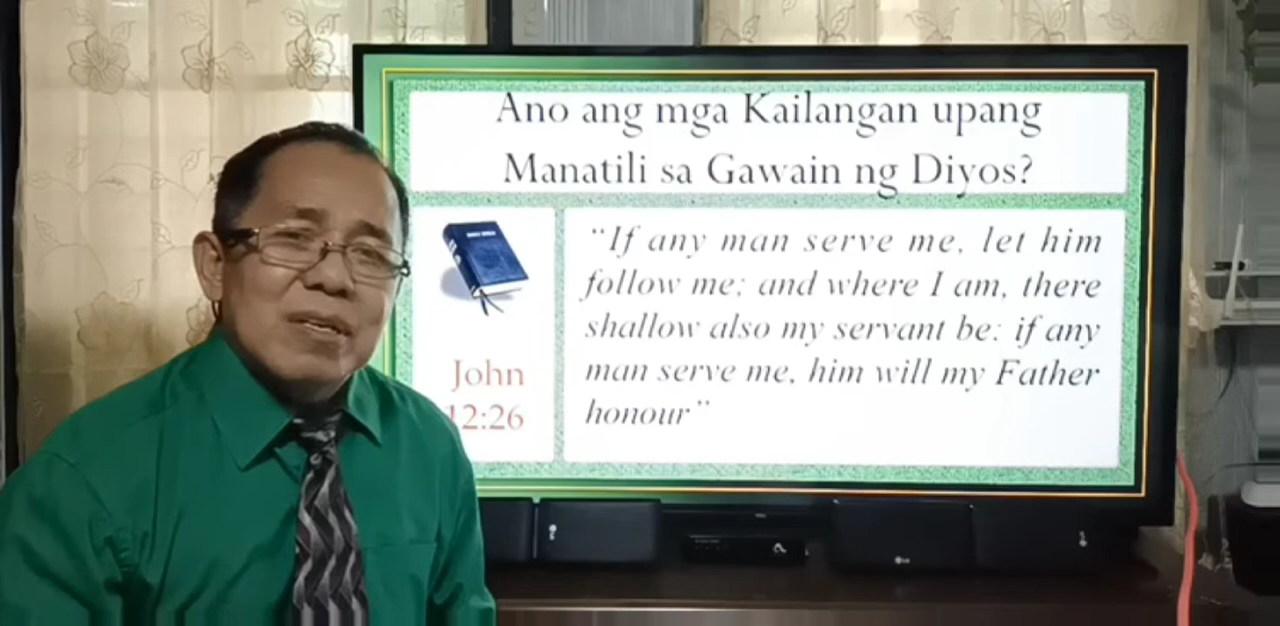 Ano ang mga Kailangan upang
Manatili sa Gawain ng Diyos?
John
12:26
"If any man serve me, let him
follow me; and where I am, there
shallow also my servant be: if any
man serve me, him will my Father
honour"
LG